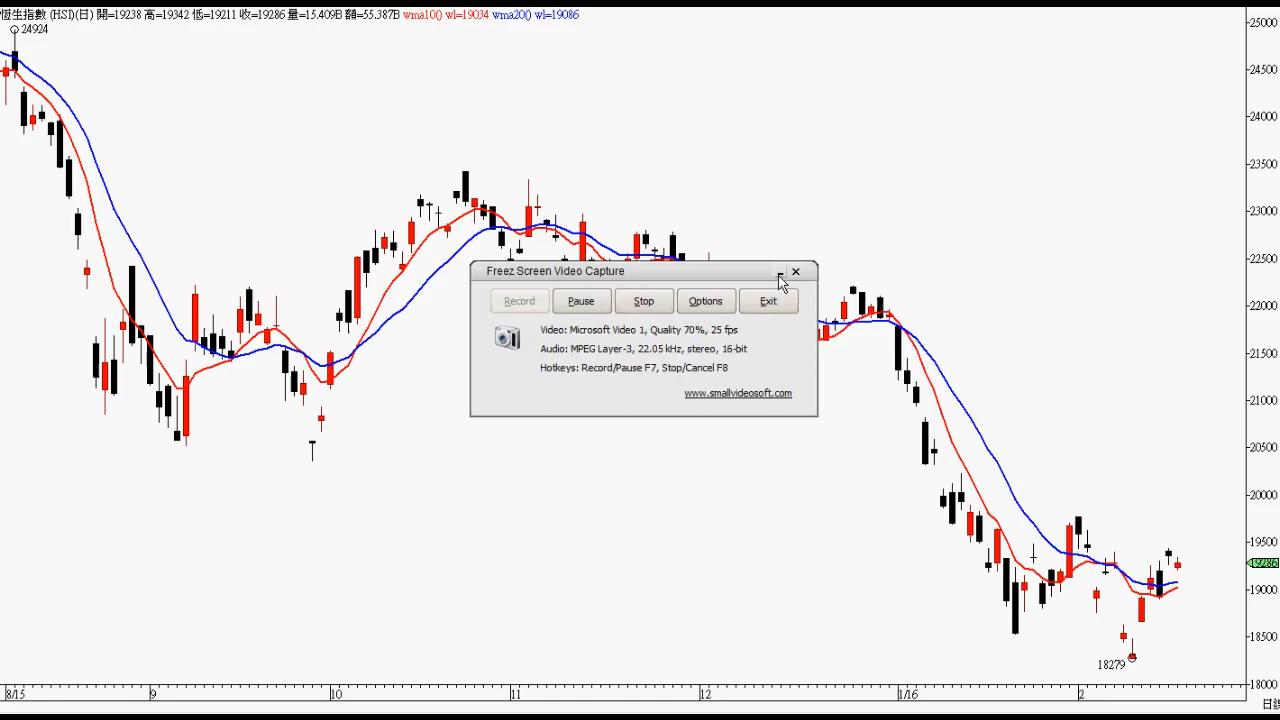 恆生指數 (HSI)(日) 開=19238 高=19342 低=19211 收=19286 量=15.409B 額=55.387B wma10() wl=19034 wma20() wl=19086
24924
25000
24500
24000
23500
23000
22500
22000
21500
21000
20500
20000
19500
19286
19000
18500
18000
Freez Screen Video Capture
Record Pause Stop Options Exit
Video: Microsoft Video 1, Quality 70%, 25 fps
Audio: MPEG Layer-3, 22.05 kHz, stereo, 16-bit
Hotkeys: Record/Pause F7, Stop/Cancel F8
www.smallvideosoft.com
18279
8/15 9 10 11 12 1/16 2